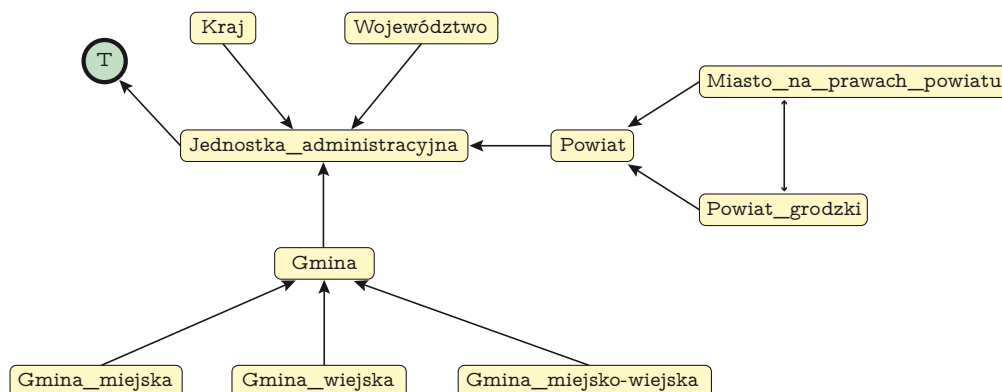 Kraj
Województwo
T
Miasto_na_prawach_powiatu
Jednostka_administracyjna
Powiat
Powiat_grodzki
Gmina
Gmina_miejska
Gmina_wiejska
Gmina_miejsko-wiejska